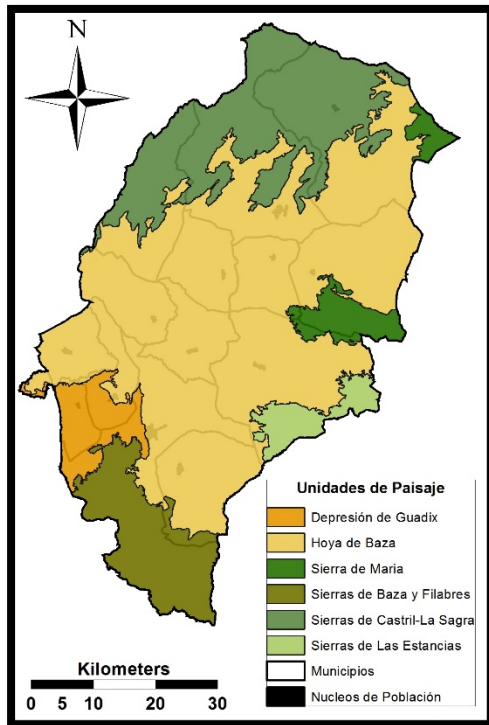 N
Unidades de Paisaje
Depresión de Guadix
Hoya de Baza
Sierra de Maria
Sierras de Baza y Filabres
Sierras de Castril-La Sagra
Sierras de Las Estancias
Municipios
Nucleos de Población
Kilometers
0 5 10 20 30